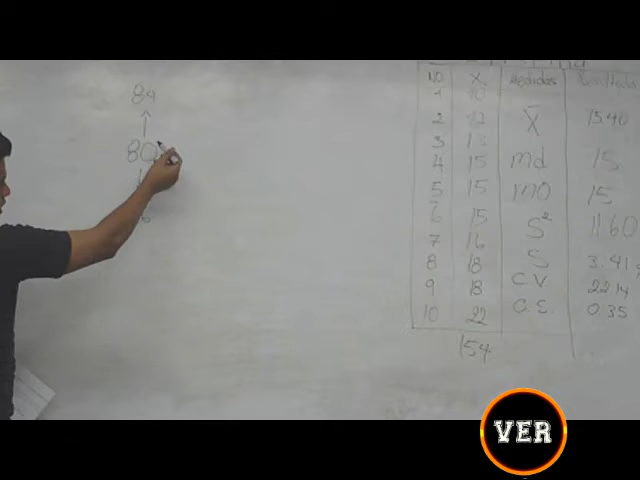 84
80
No X Medidas Resultado
1 10
2 12 X̄ 15.40
3 13
4 15 md 15
5 15 MO 15
6 15 S² 11.60
7 16
8 18 S 3.41
9 18 C.V 22.14
10 22 C.E. 0.35
154
VER